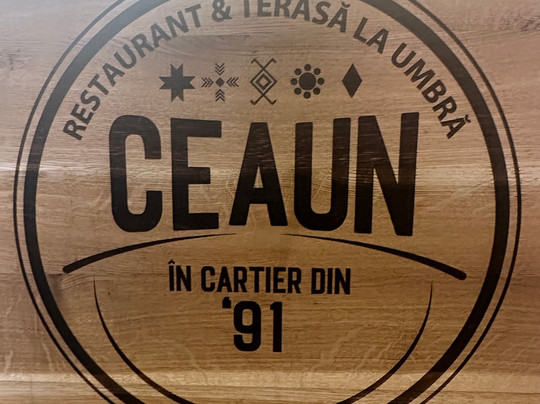 RESTAURANT & TERASĂ LA UMBRĂ
CEAUN
ÎN CARTIER DIN
'91